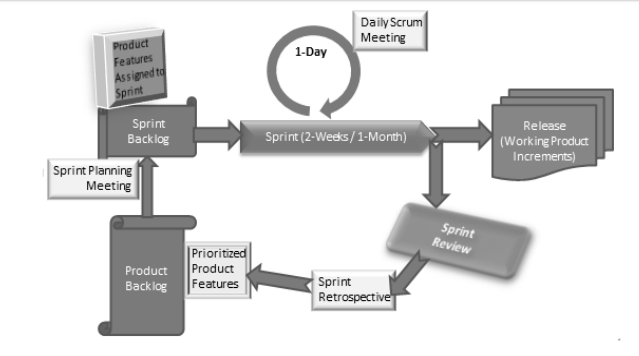 Product
Features
Assigned to
Sprint
Daily Scrum
Meeting
1-Day
Sprint
Backlog
Sprint (2-Weeks / 1-Month)
Release
(Working Product
Increments)
Sprint Planning
Meeting
Sprint
Review
Product
Backlog
Prioritized
Product
Features
Sprint
Retrospective